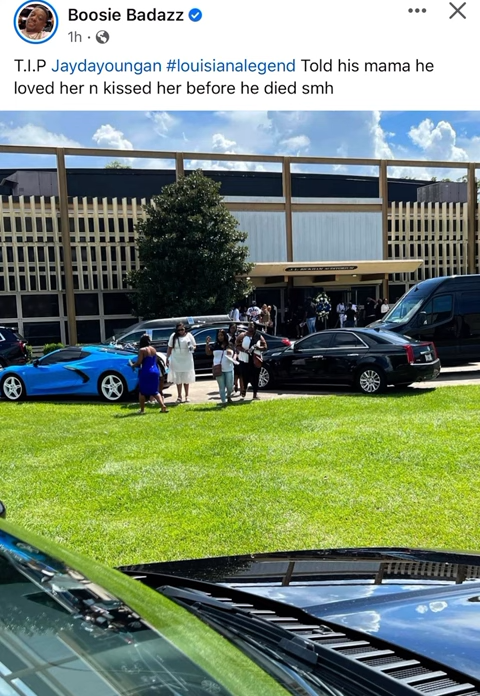 Boosie Badazz
1h ·
T.I.P Jaydayoungan #louisianalegend Told his mama he
loved her n kissed her before he died smh